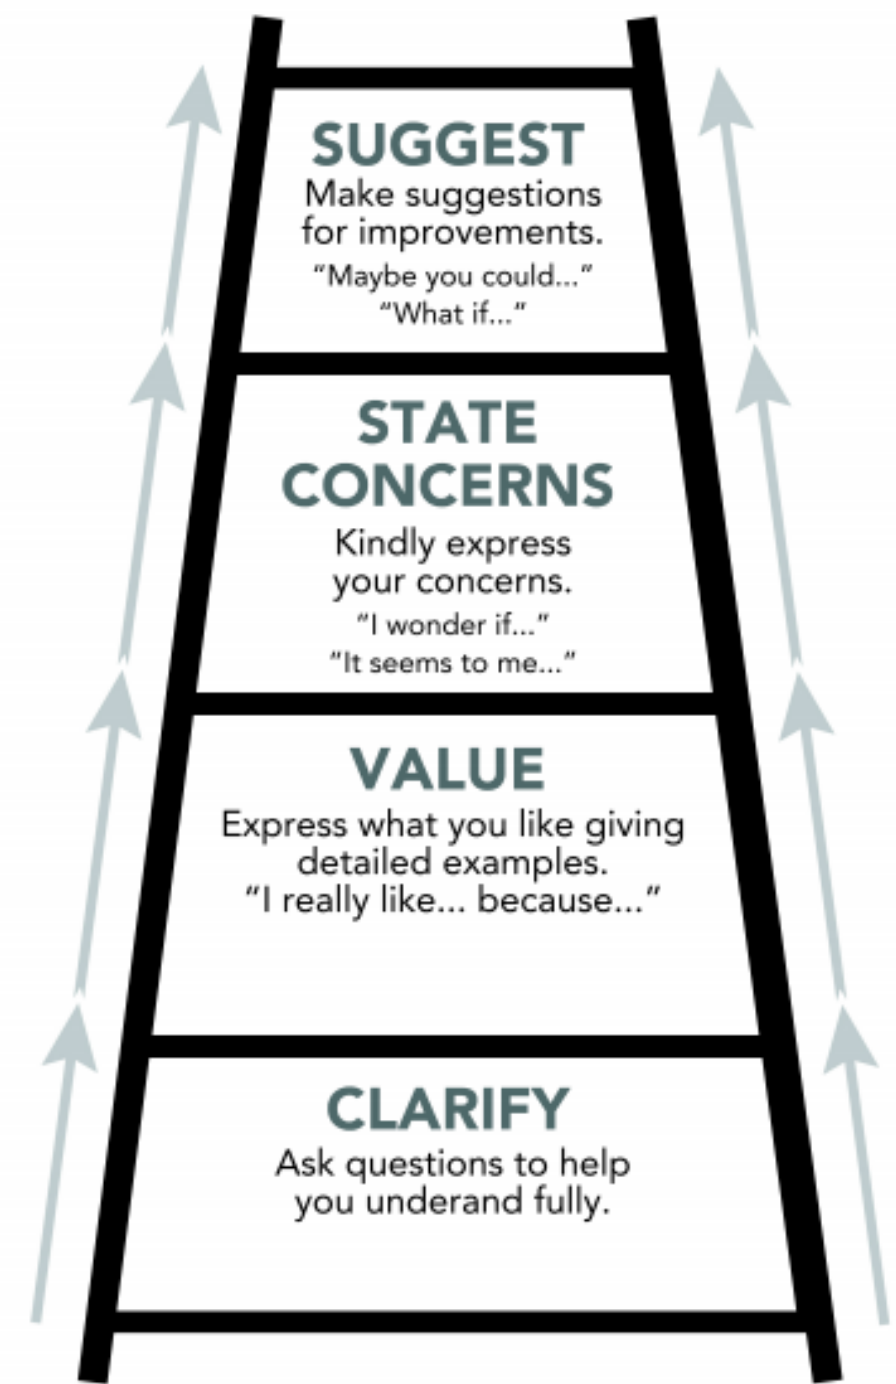 SUGGEST
Make suggestions
for improvements.
“Maybe you could...”
“What if...”
STATE
CONCERNS
Kindly express
your concerns.
“I wonder if...”
“It seems to me...”
VALUE
Express what you like giving
detailed examples.
“I really like... because...”
CLARIFY
Ask questions to help
you underand fully.